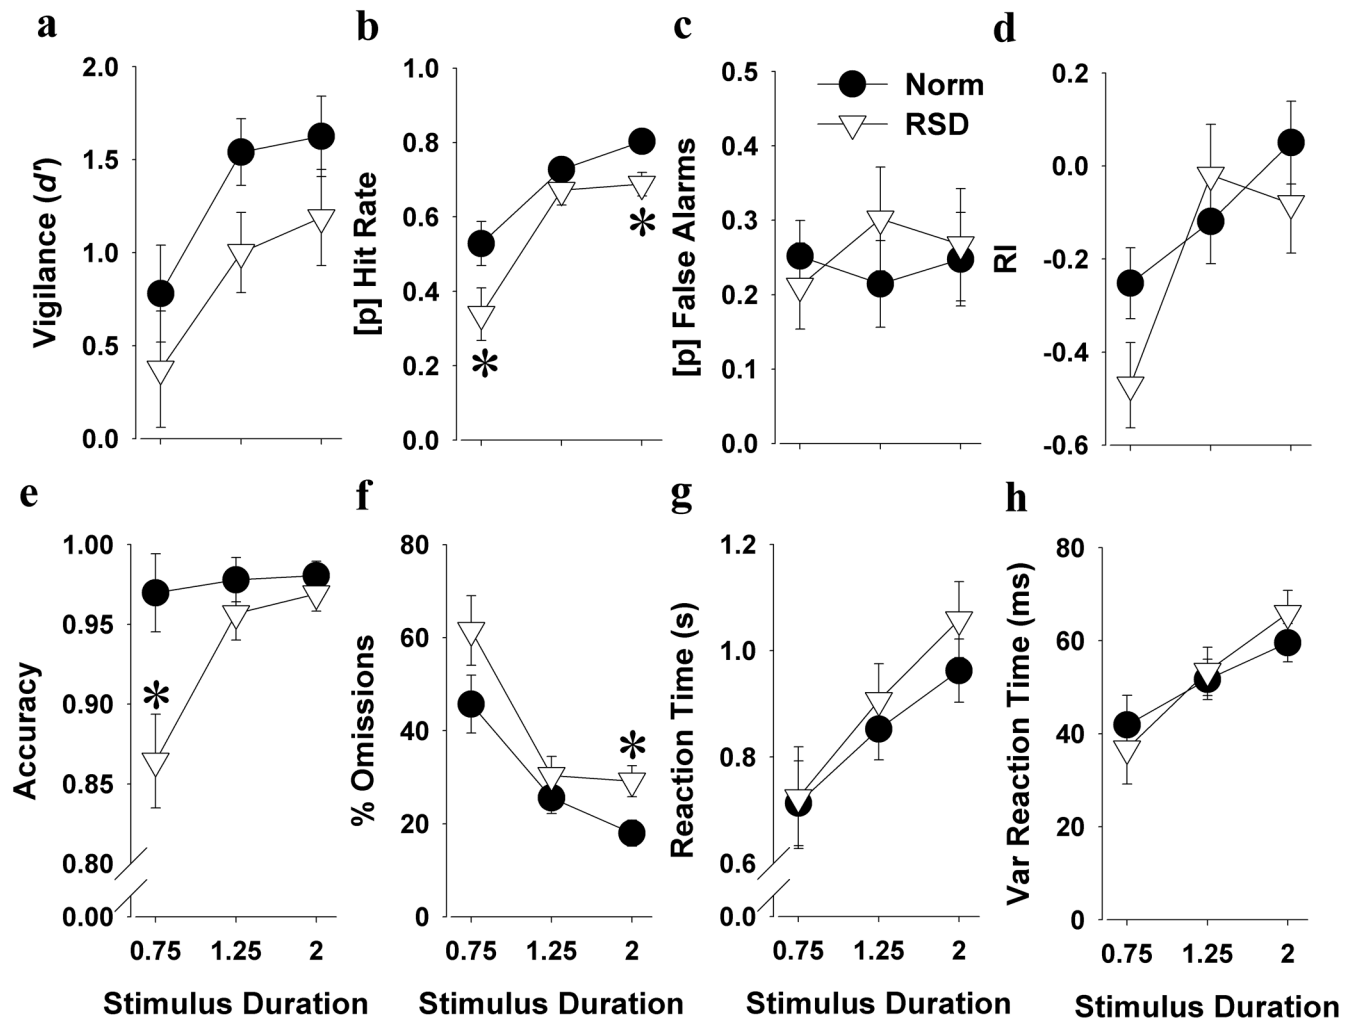 a
Vigilance (d')
2.0
1.5
1.0
0.5
0.0
b
[p] Hit Rate
1.0
0.8
0.6
0.4
0.2
0.0
*
*
c
[p] False Alarms
0.5
0.4
0.3
0.2
0.1
0.0
Norm
RSD
d
RI
0.2
0.0
-0.2
-0.4
-0.6
e
Accuracy
1.00
0.95
0.90
0.85
0.80
0.00
*
0.75 1.25 2
Stimulus Duration
f
% Omissions
80
60
40
20
0
*
0.75 1.25 2
Stimulus Duration
g
Reaction Time (s)
1.2
1.0
0.8
0.6
0.0
0.75 1.25 2
Stimulus Duration
h
Var Reaction Time (ms)
80
60
40
20
0
0.75 1.25 2
Stimulus Duration